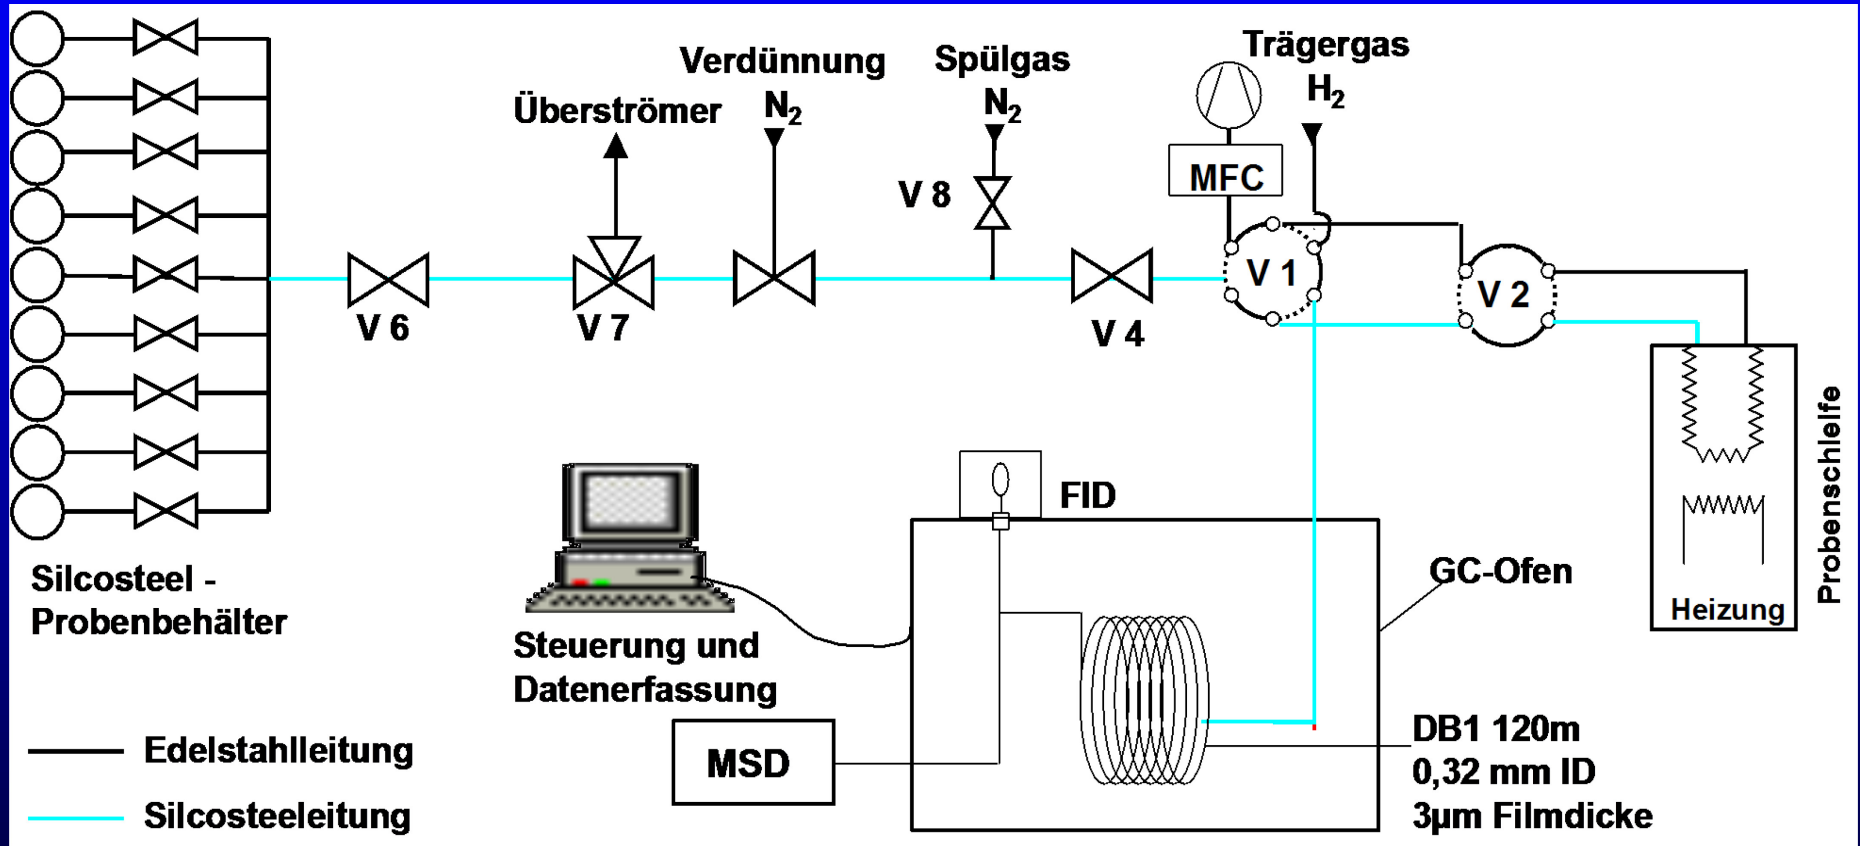 Verdünnung
N2
Spülgas
N2
Trägergas
H2
Überströmer
MFC
V 8
V 1
V 2
V 6
V 7
V 4
Probenschleife
Heizung
FID
GC-Ofen
Silcosteel -
Probenbehälter
Steuerung und
Datenerfassung
MSD
DB1 120m
0,32 mm ID
3µm Filmdicke
Edelstahlleitung
Silcosteeleitung